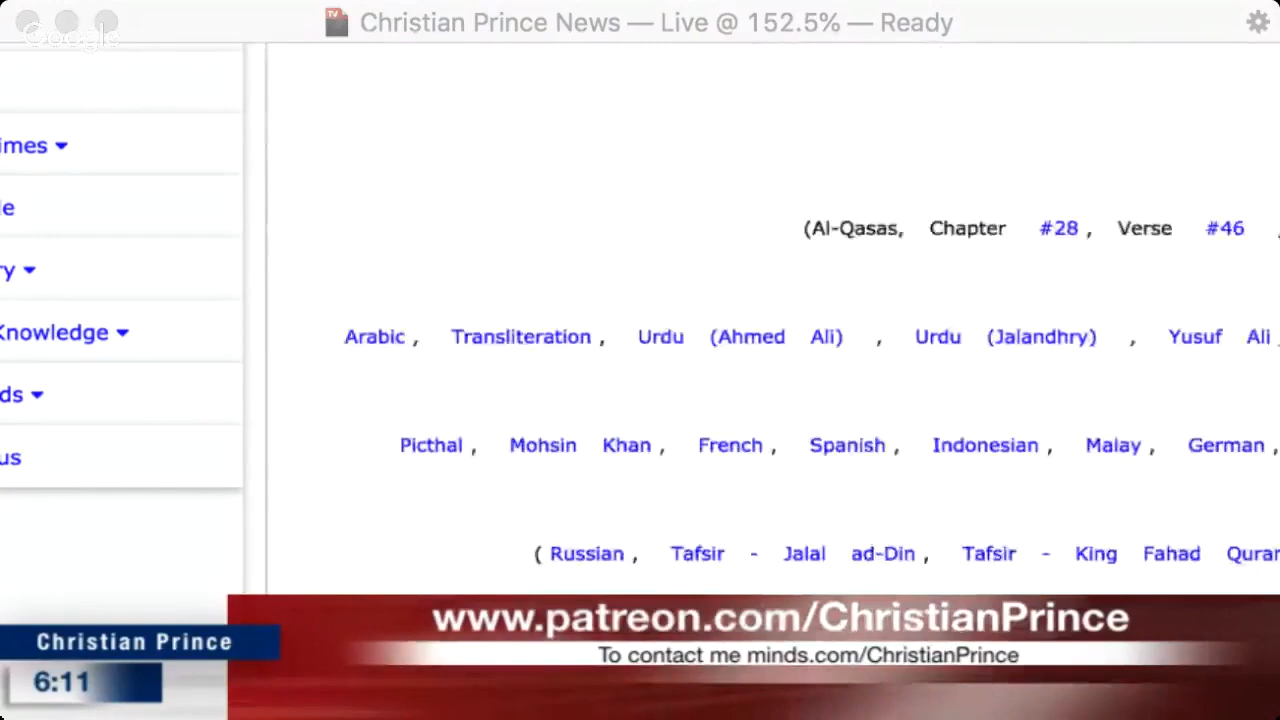 Christian Prince News — Live @ 152.5% — Ready
Google
imes
le
ry
Knowledge
ds
us
(Al-Qasas, Chapter #28 , Verse #46
Arabic , Transliteration , Urdu (Ahmed Ali) , Urdu (Jalandhry) , Yusuf Ali
Picthal , Mohsin Khan , French , Spanish , Indonesian , Malay , German ,
( Russian , Tafsir - Jalal ad-Din , Tafsir - King Fahad Quran
www.patreon.com/ChristianPrince
To contact me minds.com/ChristianPrince
Christian Prince
6:11